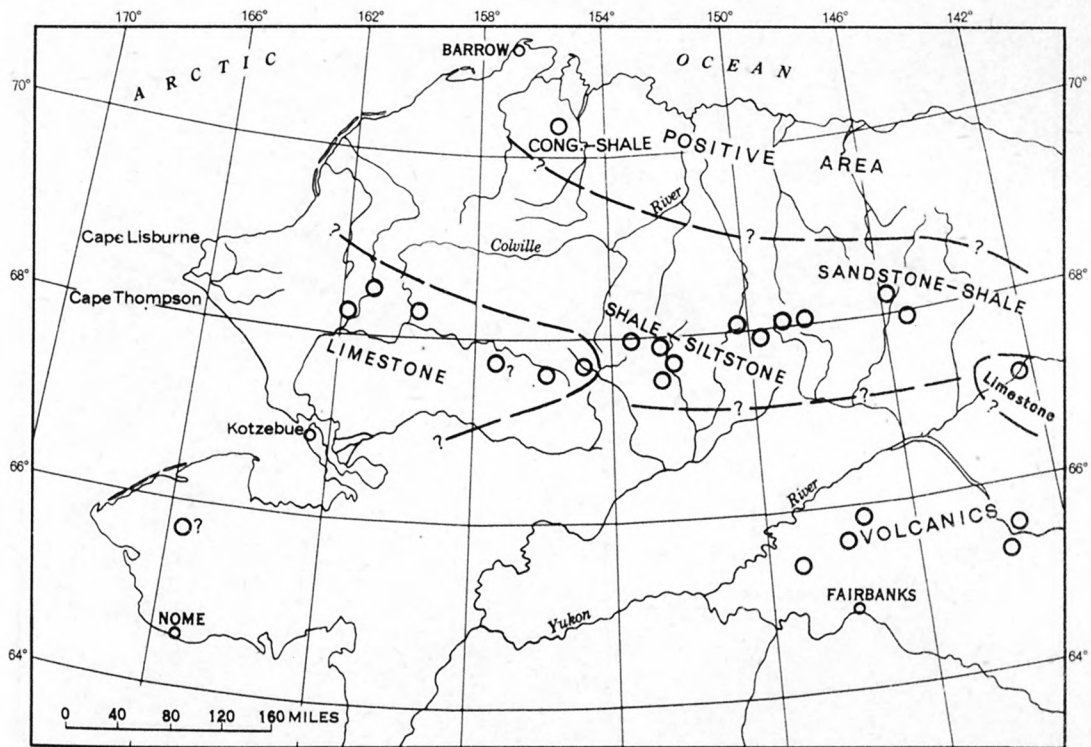 170° 166° 162° 158° 154° 150° 146° 142°
BARROW
ARCTIC OCEAN
70° 70°
CONG.-SHALE
POSITIVE AREA
?
River
Cape Lisburne
?
Colville
?
?
68° 68°
SANDSTONE-SHALE
Cape Thompson
SHALE-SILTSTONE
LIMESTONE
?
Limestone
?
?
?
Kotzebue
?
66° 66°
River
?
VOLCANICS
FAIRBANKS
NOME
Yukon
64° 64°
0 40 80 120 160 MILES